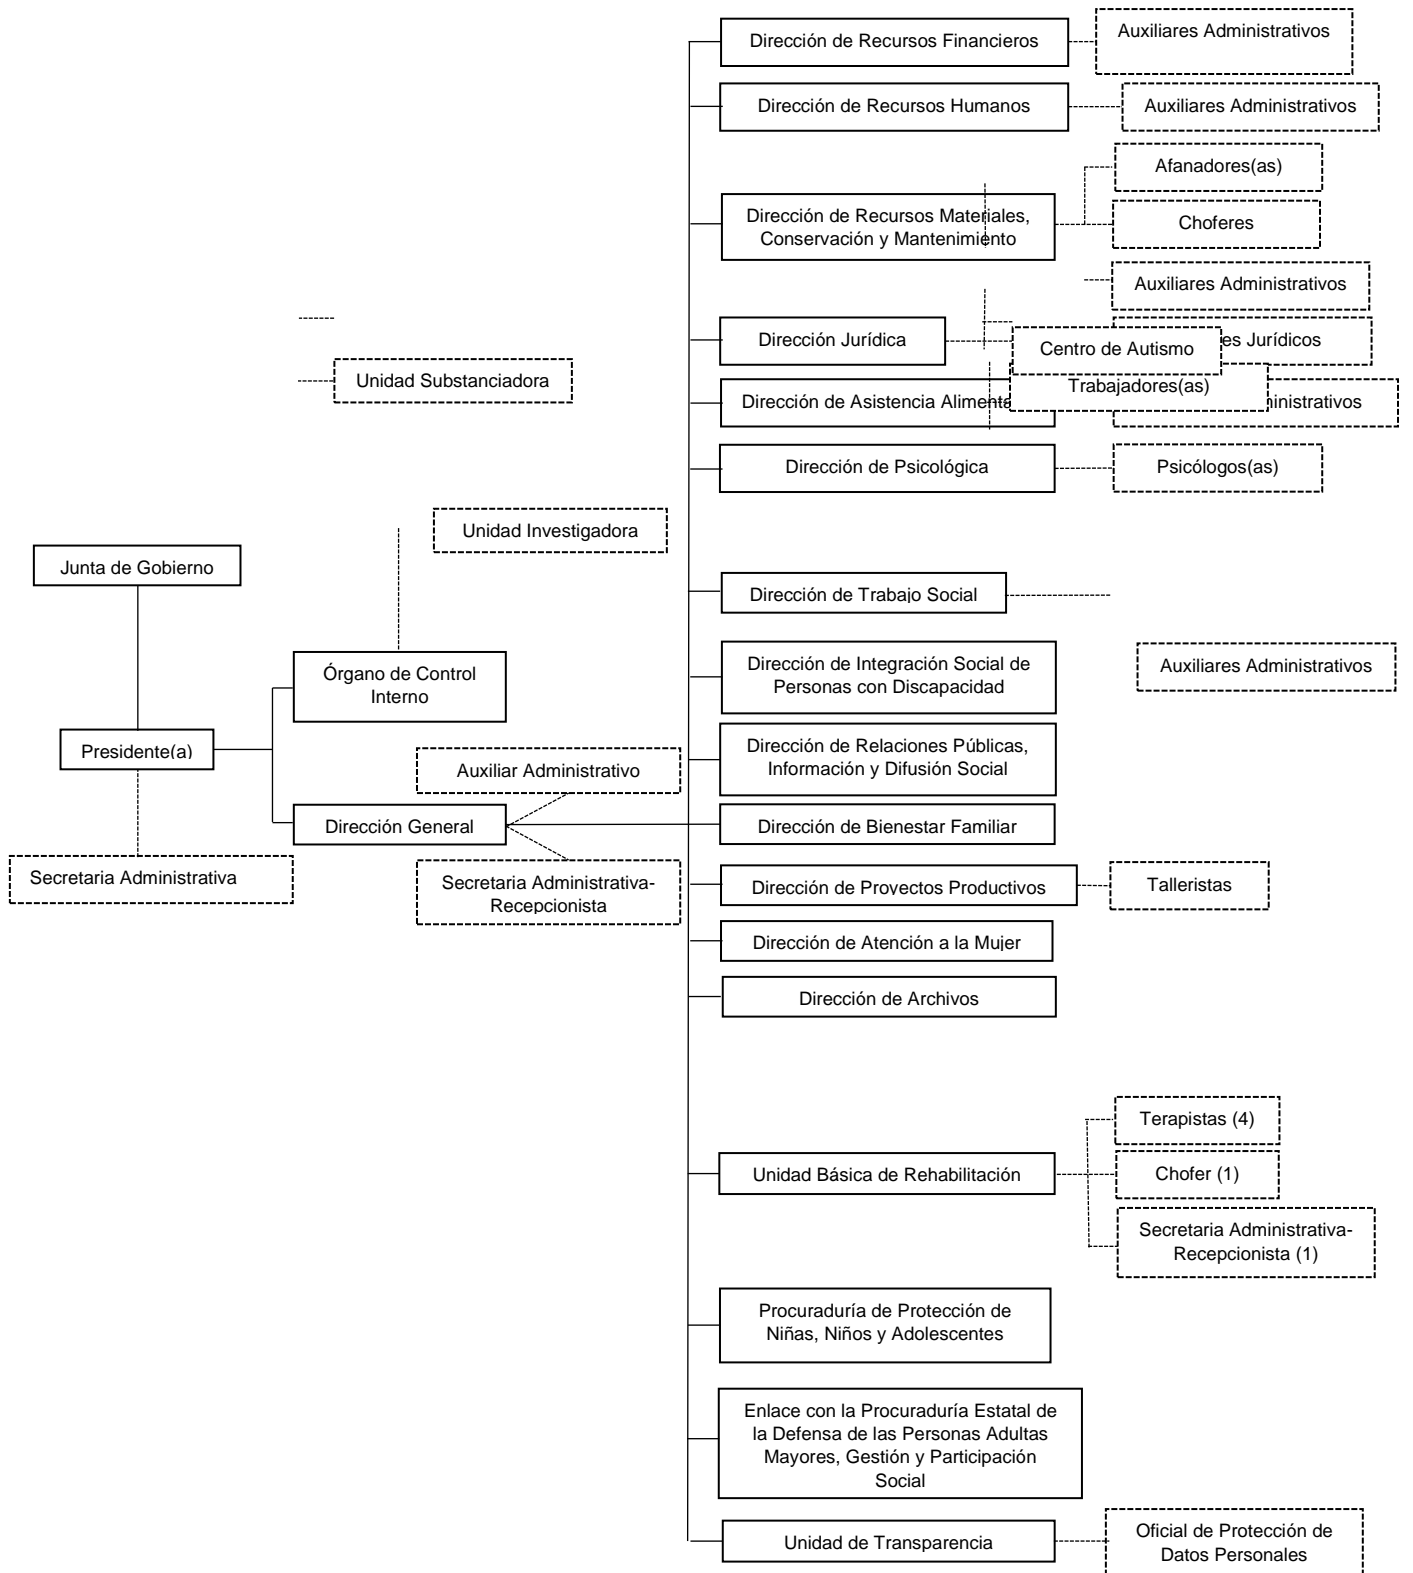 Dirección de Recursos Financieros
Auxiliares Administrativos
Dirección de Recursos Humanos
Auxiliares Administrativos
Afanadores(as)
Dirección de Recursos Materiales,
Conservación y Mantenimiento
Choferes
Auxiliares Administrativos
Dirección Jurídica
Centro de Autismo
es Jurídicos
Unidad Substanciadora
Dirección de Asistencia Alimenta
Trabajadores(as)
inistrativos
Dirección de Psicológica
Psicólogos(as)
Unidad Investigadora
Junta de Gobierno
Dirección de Trabajo Social
Órgano de Control
Interno
Dirección de Integración Social de
Personas con Discapacidad
Auxiliares Administrativos
Presidente(a)
Dirección de Relaciones Públicas,
Información y Difusión Social
Auxiliar Administrativo
Dirección General
Dirección de Bienestar Familiar
Secretaria Administrativa
Secretaria Administrativa-
Recepcionista
Dirección de Proyectos Productivos
Talleristas
Dirección de Atención a la Mujer
Dirección de Archivos
Terapistas (4)
Unidad Básica de Rehabilitación
Chofer (1)
Secretaria Administrativa-
Recepcionista (1)
Procuraduría de Protección de
Niñas, Niños y Adolescentes
Enlace con la Procuraduría Estatal de
la Defensa de las Personas Adultas
Mayores, Gestión y Participación
Social
Unidad de Transparencia
Oficial de Protección de
Datos Personales